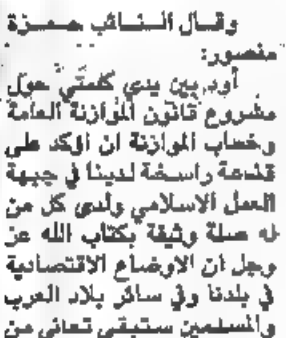 وقال النائب حمزة
منصور:
أود بين يدي كلمتي حول
مشروع قانون الموازنة العامة
وخطاب الموازنة ان اؤكد على
قناعة راسخة لدينا في جبهة
العمل الاسلامي ولدى كل من
له صلة وثيقة بكتاب الله عز
وجل ان الاوضاع الاقتصادية
في بلدنا وفي سائر بلاد العرب
والمسلمين ستبقى تعاني من